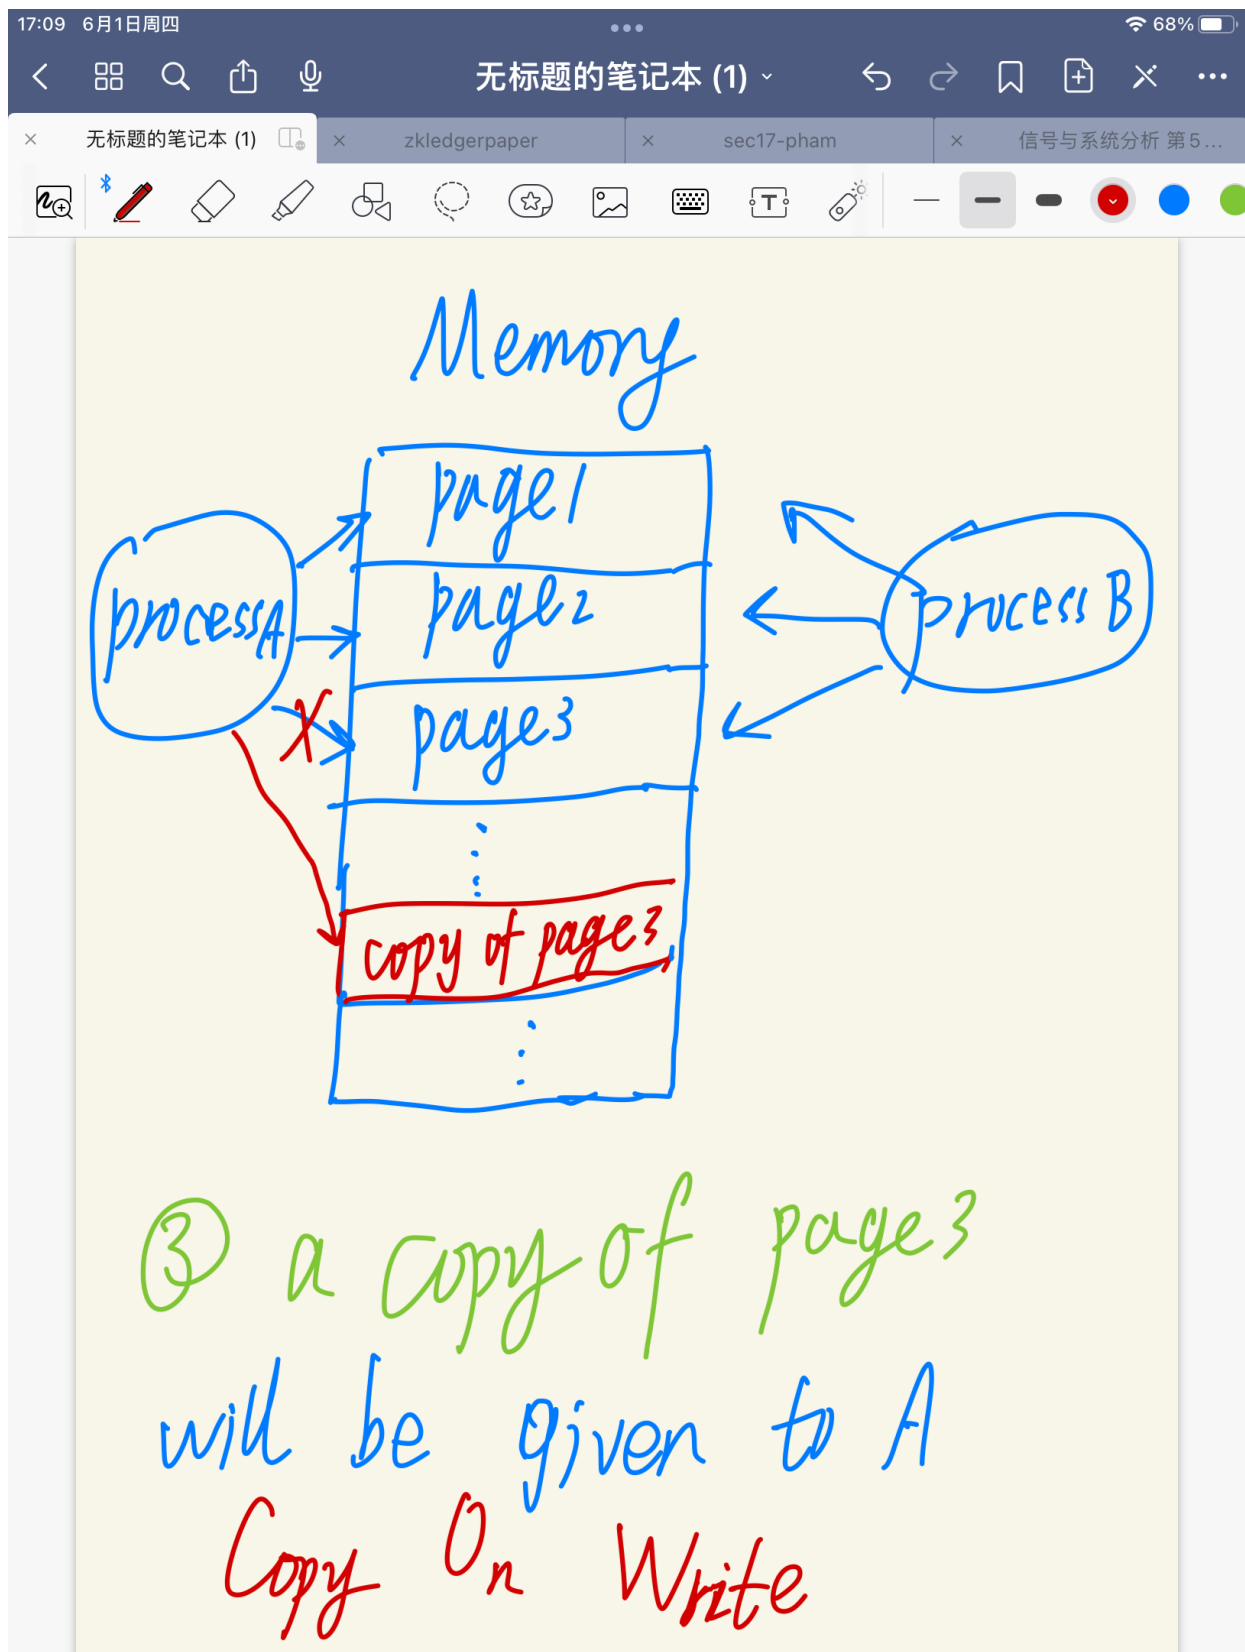 17:09 6月1日周四
68%
无标题的笔记本 (1)
无标题的笔记本 (1)
zkledgerpaper
sec17-pham
信号与系统分析 第 5 ...
T
Memory
page1
page2
page3
processA
process B
X
copy of page3
③ a copy of page3
will be given to A
Copy On Write